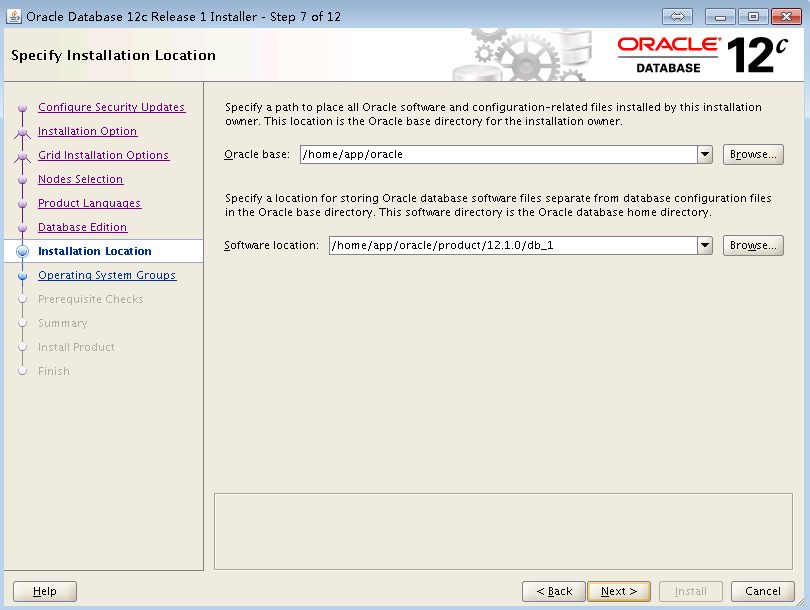 Oracle Database 12c Release 1 Installer - Step 7 of 12
Specify Installation Location
ORACLE®
DATABASE
12c
Configure Security Updates
Installation Option
Grid Installation Options
Nodes Selection
Product Languages
Database Edition
Installation Location
Operating System Groups
Prerequisite Checks
Summary
Install Product
Finish
Specify a path to place all Oracle software and configuration-related files installed by this installation
owner. This location is the Oracle base directory for the installation owner.
Oracle base: /home/app/oracle Browse...
Specify a location for storing Oracle database software files separate from database configuration files
in the Oracle base directory. This software directory is the Oracle database home directory.
Software location: /home/app/oracle/product/12.1.0/db_1 Browse...
Help < Back Next > Install Cancel